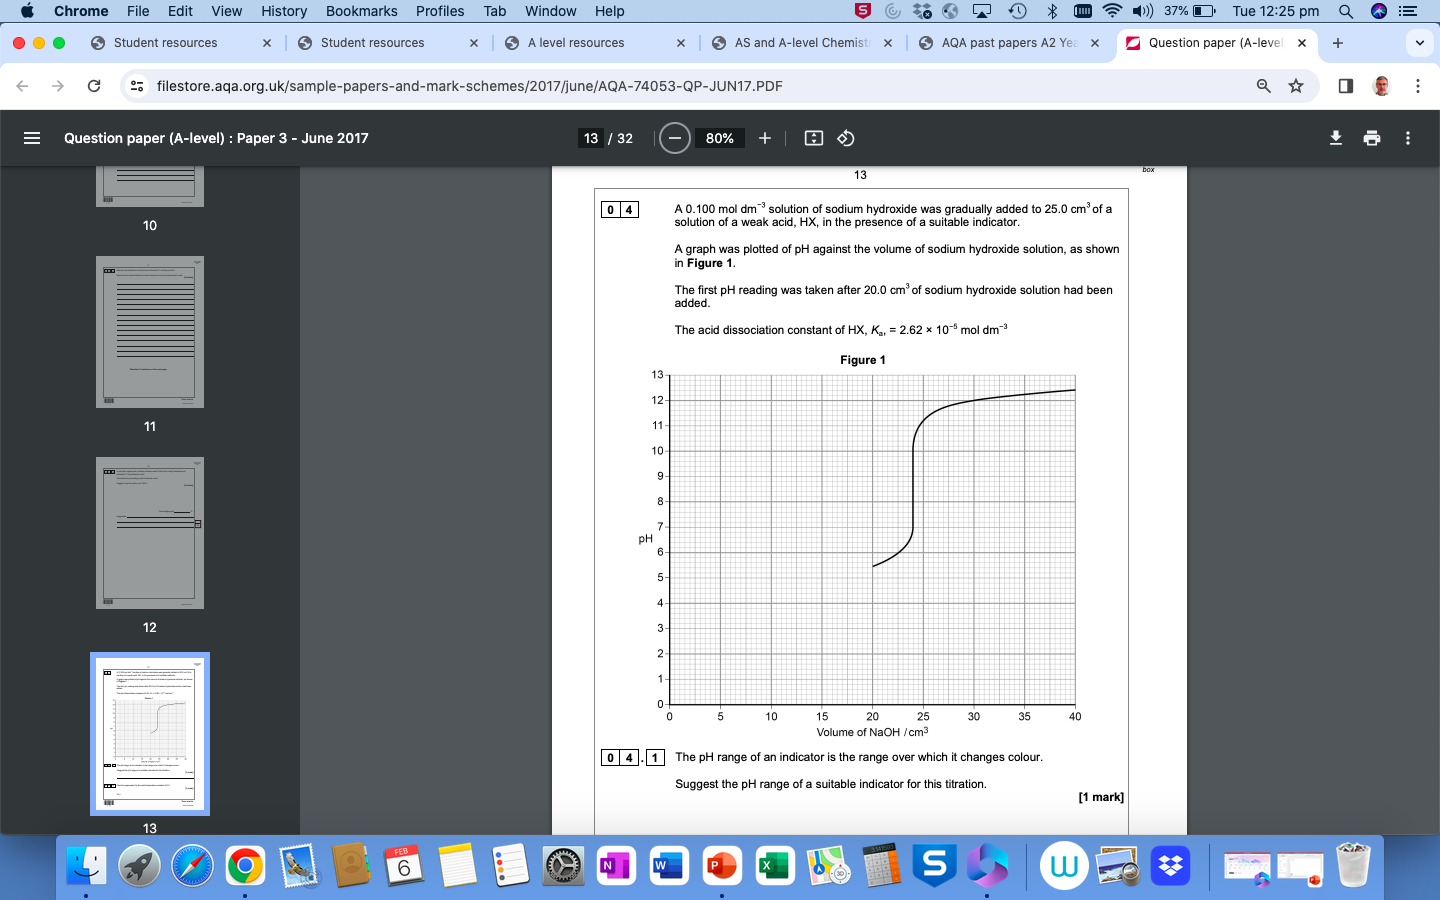 Chrome File Edit View History Bookmarks Profiles Tab Window Help 37% Tue 12:25 pm
Student resources Student resources A level resources AS and A-level Chemist AQA past papers A2 Yea Question paper (A-level
filestore.aqa.org.uk/sample-papers-and-mark-schemes/2017/june/AQA-74053-QP-JUN17.PDF
Question paper (A-level) : Paper 3 - June 2017 13 / 32 80%
10
11
12
13
box
13
0 4 A 0.100 mol dm⁻³ solution of sodium hydroxide was gradually added to 25.0 cm³ of a
solution of a weak acid, HX, in the presence of a suitable indicator.
A graph was plotted of pH against the volume of sodium hydroxide solution, as shown
in Figure 1.
The first pH reading was taken after 20.0 cm³ of sodium hydroxide solution had been
added.
The acid dissociation constant of HX, Kₐ, = 2.62 × 10⁻⁵ mol dm⁻³
Figure 1
13
12
11
10
9
8
7
pH
6
5
4
3
2
1
0
0 5 10 15 20 25 30 35 40
Volume of NaOH / cm³
0 4 . 1 The pH range of an indicator is the range over which it changes colour.
Suggest the pH range of a suitable indicator for this titration.
[1 mark]
FEB
6
N W P X 3D S W